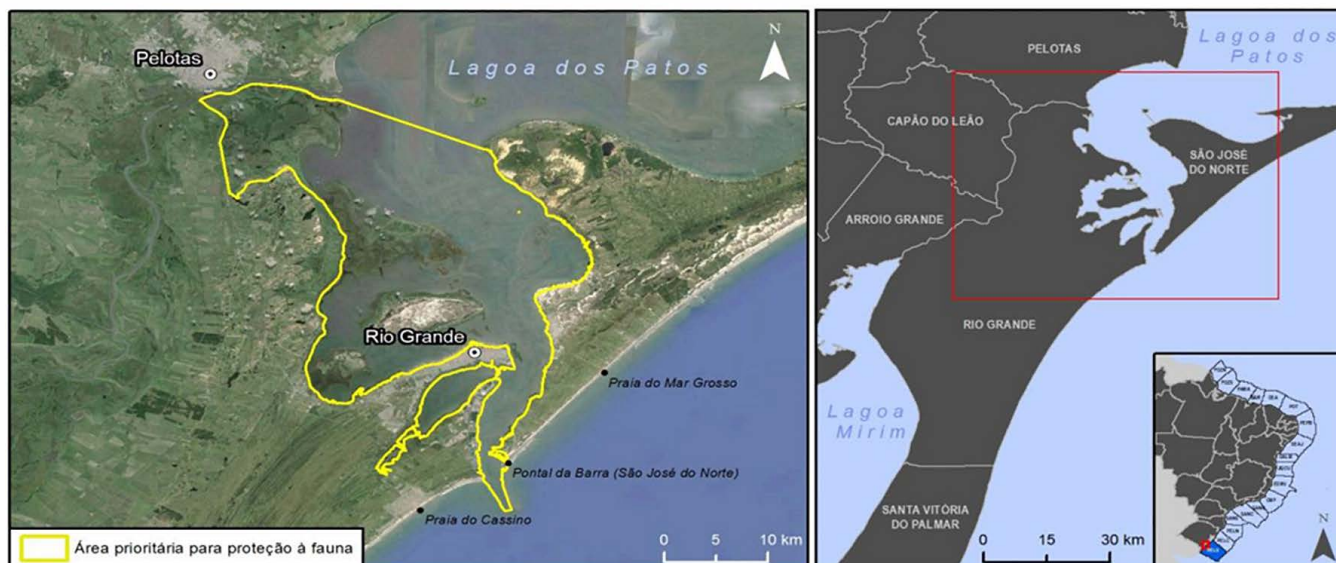 Pelotas
N
Lagoa dos Patos
Rio Grande
Praia do Mar Grosso
Pontal da Barra (São José do Norte)
Praia do Cassino
Área prioritária para proteção à fauna
0 5 10 km
PELOTAS
Lagoa dos
Patos
CAPÃO DO LEÃO
SÃO JOSÉ
DO NORTE
ARROIO GRANDE
RIO GRANDE
Lagoa
Mirim
SANTA VITÓRIA
DO PALMAR
0 15 30 km
N